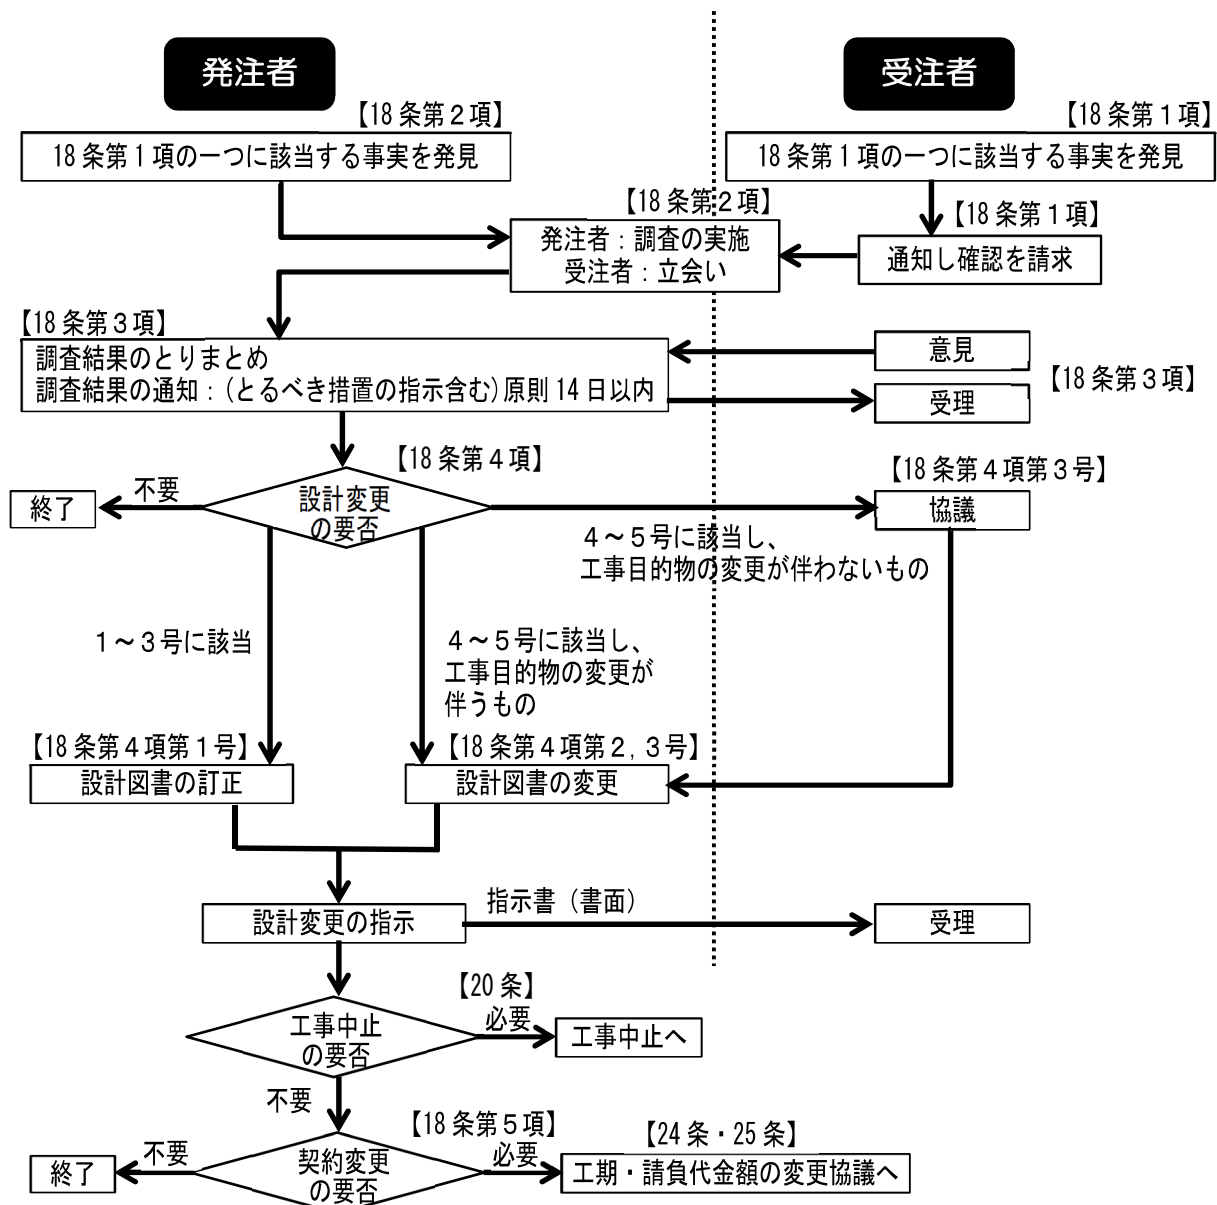 発注者
受注者
【18条第2項】
【18条第1項】
18条第1項の一つに該当する事実を発見
18条第1項の一つに該当する事実を発見
【18条第2項】
【18条第1項】
発注者：調査の実施
受注者：立会い
通知し確認を請求
【18条第3項】
調査結果のとりまとめ
調査結果の通知：(とるべき措置の指示含む)原則14日以内
意見
【18条第3項】
受理
【18条第4項】
【18条第4項第3号】
不要
終了
設計変更
の要否
協議
4～5号に該当し、
工事目的物の変更が伴わないもの
1～3号に該当
4～5号に該当し、
工事目的物の変更が
伴うもの
【18条第4項第1号】
【18条第4項第2,3号】
設計図書の訂正
設計図書の変更
指示書（書面）
設計変更の指示
受理
【20条】
必要
工事中止
の要否
工事中止へ
不要
【18条第5項】
【24条・25条】
不要
必要
終了
契約変更
の要否
工期・請負代金額の変更協議へ